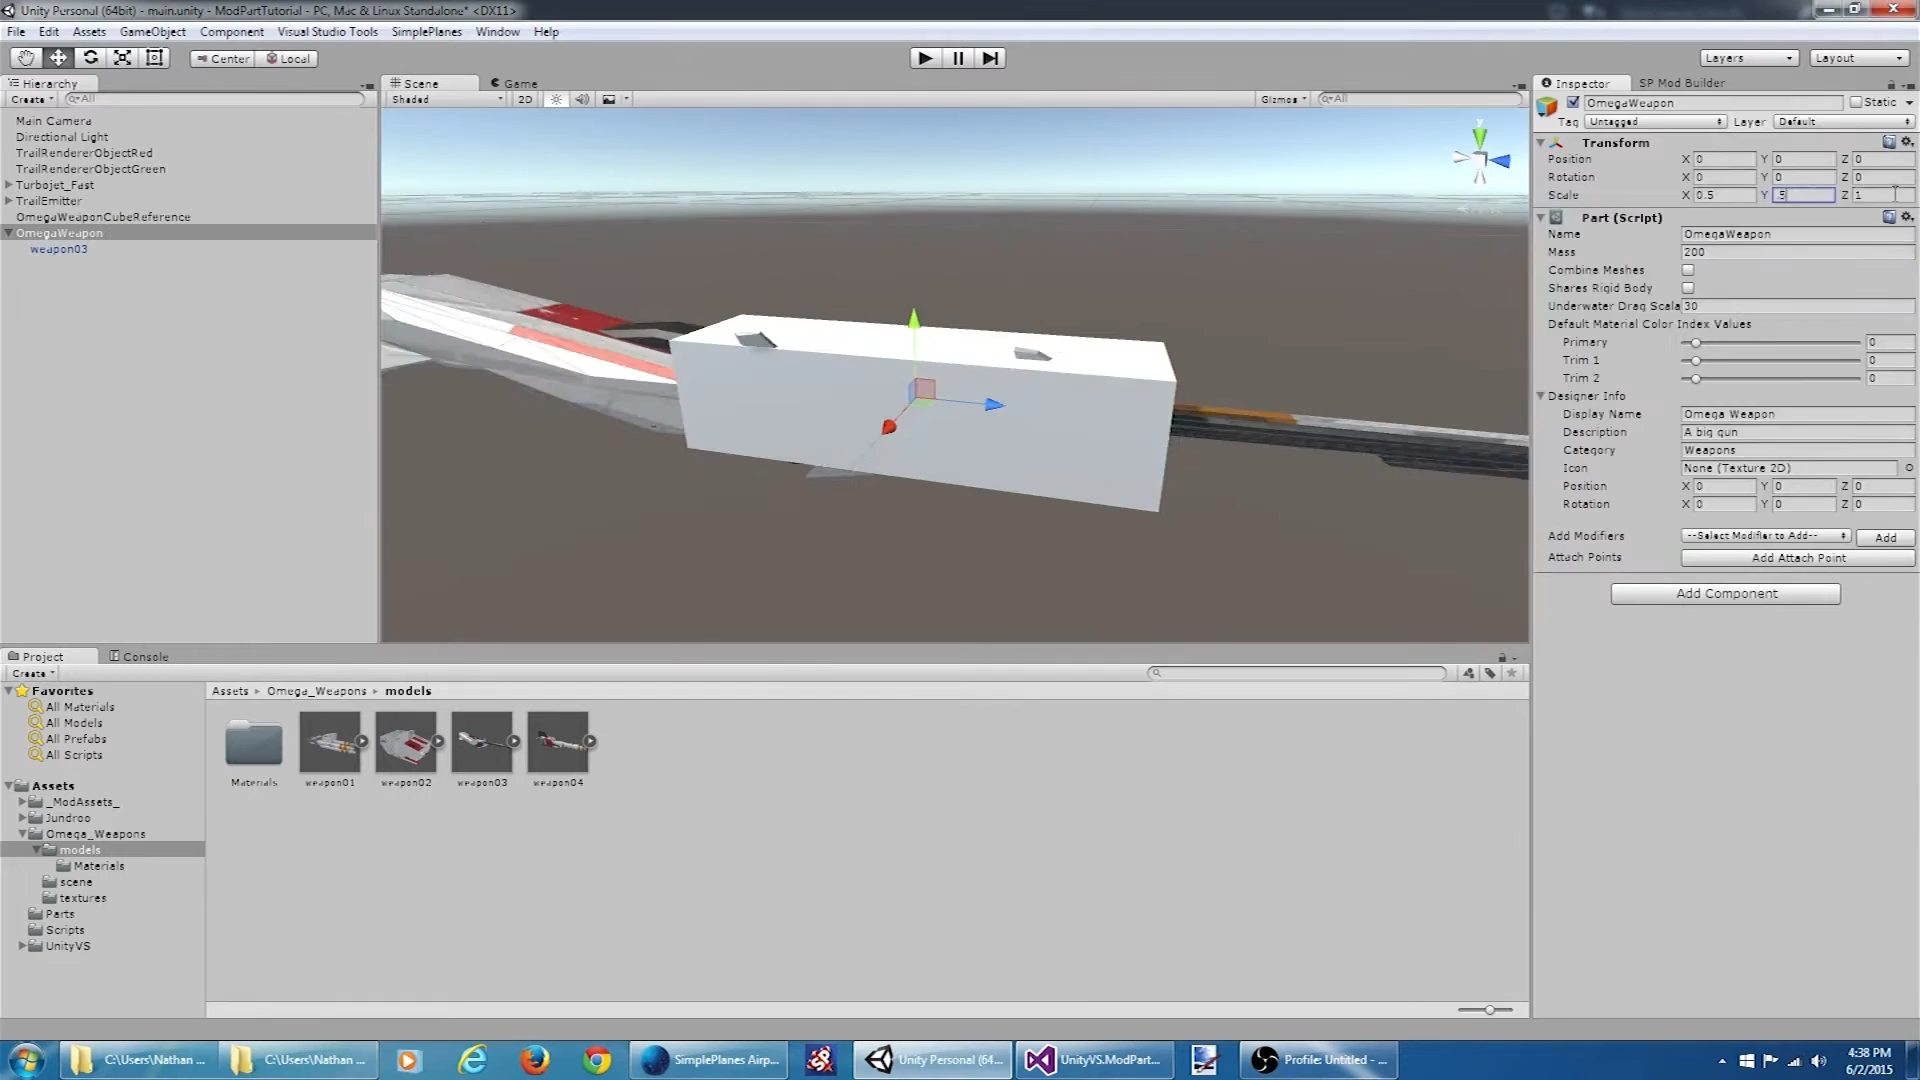 Unity Personal (64bit) - main.unity - ModPartTutorial - PC, Mac & Linux Standalone* <DX11>
File Edit Assets GameObject Component Visual Studio Tools SimplePlanes Window Help
Center Local Layers Layout
Hierarchy
Create All
Main Camera
Directional Light
TrailRendererObjectRed
TrailRendererObjectGreen
Turbojet_Fast
TrailEmitter
OmegaWeaponCubeReference
OmegaWeapon
weapon03
Scene Game
Shaded 2D Gizmos All
y
Inspector SP Mod Builder
OmegaWeapon Static
Tag Untagged Layer Default
Transform
Position X 0 Y 0 Z 0
Rotation X 0 Y 0 Z 0
Scale X 0.5 Y .5 Z 1
Part (Script)
Name OmegaWeapon
Mass 200
Combine Meshes
Shares Rigid Body
Underwater Drag Scala 30
Default Material Color Index Values
Primary 0
Trim 1 0
Trim 2 0
Designer Info
Display Name Omega Weapon
Description A big gun
Category Weapons
Icon None (Texture 2D)
Position X 0 Y 0 Z 0
Rotation X 0 Y 0 Z 0
Add Modifiers --Select Modifier to Add-- Add
Attach Points Add Attach Point
Add Component
Project Console
Create
Favorites
All Materials
All Models
All Prefabs
All Scripts
Assets
_ModAssets_
Jundroo
Omega_Weapons
models
Materials
scene
textures
Parts
Scripts
UnityVS
Assets Omega_Weapons models
Materials weapon01 weapon02 weapon03 weapon04
C:\Users\Nathan ... C:\Users\Nathan ... SimplePlanes Airp... Unity Personal (64... UnityVS.ModPart... Profile: Untitled - ...
4:38 PM
6/2/2015